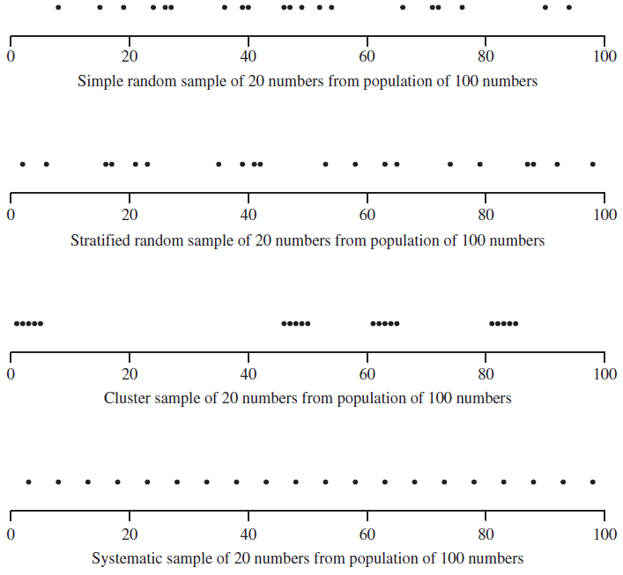 0 20 40 60 80 100
Simple random sample of 20 numbers from population of 100 numbers
0 20 40 60 80 100
Stratified random sample of 20 numbers from population of 100 numbers
0 20 40 60 80 100
Cluster sample of 20 numbers from population of 100 numbers
0 20 40 60 80 100
Systematic sample of 20 numbers from population of 100 numbers